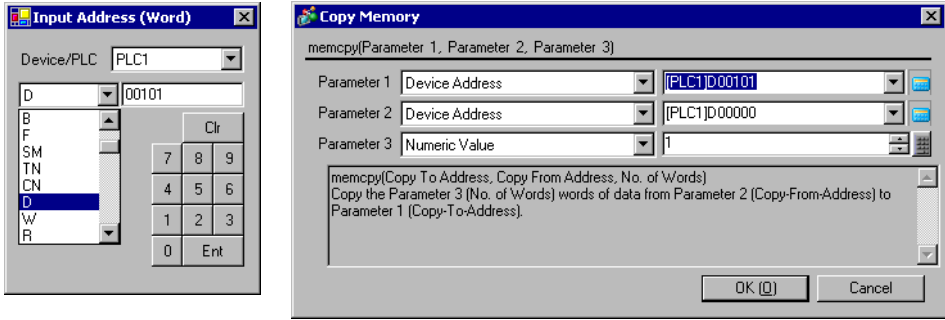 Input Address (Word)
Device/PLC PLC1
D 00101
B
F
SM
TN
CN
D
W
R
Clr
7 8 9
4 5 6
1 2 3
0 Ent
Copy Memory
memcpy(Parameter 1, Parameter 2, Parameter 3)
Parameter 1 Device Address [PLC1]D00101
Parameter 2 Device Address [PLC1]D00000
Parameter 3 Numeric Value 1
memcpy(Copy To Address, Copy From Address, No. of Words)
Copy the Parameter 3 (No. of Words) words of data from Parameter 2 (Copy-From-Address) to
Parameter 1 (Copy-To-Address).
OK (O) Cancel